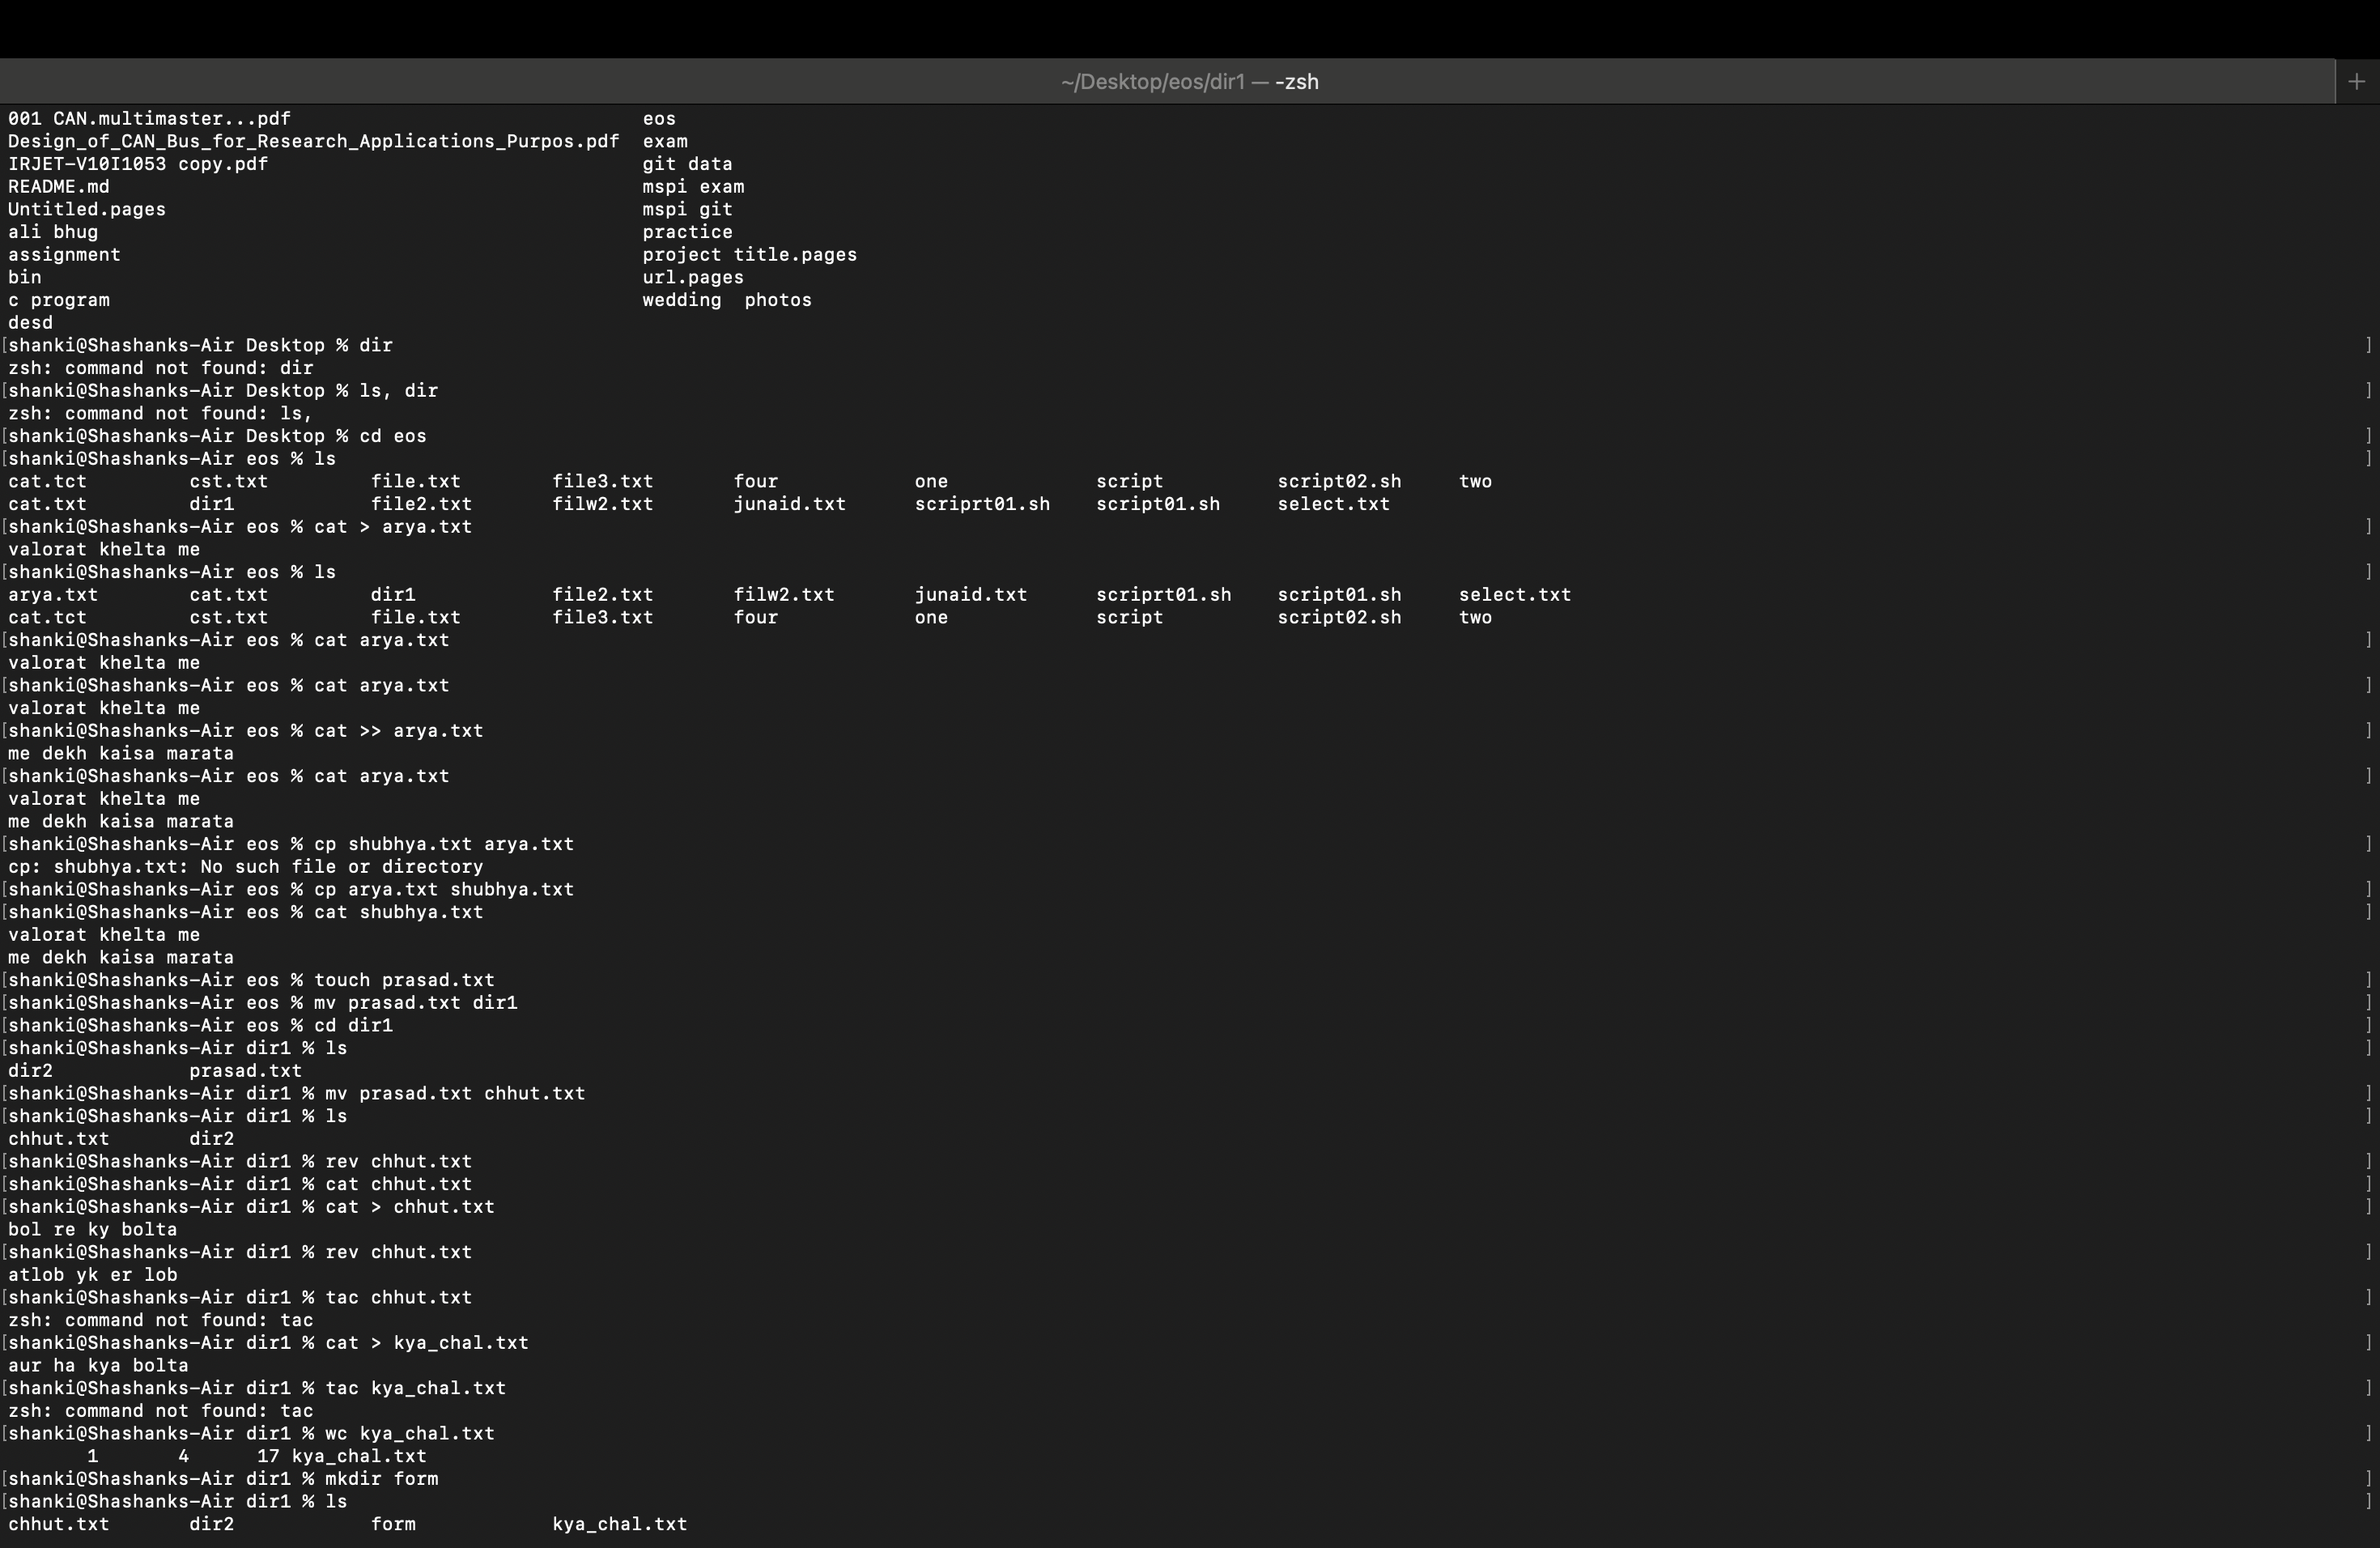 ~/Desktop/eos/dir1 — -zsh +
001 CAN.multimaster...pdf eos
Design_of_CAN_Bus_for_Research_Applications_Purpos.pdf exam
IRJET-V10I1053 copy.pdf git data
README.md mspi exam
Untitled.pages mspi git
ali bhug practice
assignment project title.pages
bin url.pages
c program wedding  photos
desd
[shanki@Shashanks-Air Desktop % dir ]
zsh: command not found: dir
[shanki@Shashanks-Air Desktop % ls, dir ]
zsh: command not found: ls,
[shanki@Shashanks-Air Desktop % cd eos ]
[shanki@Shashanks-Air eos % ls ]
cat.tct cst.txt file.txt file3.txt four one script script02.sh two
cat.txt dir1 file2.txt filw2.txt junaid.txt scriprt01.sh script01.sh select.txt
[shanki@Shashanks-Air eos % cat > arya.txt ]
valorat khelta me
[shanki@Shashanks-Air eos % ls ]
arya.txt cat.txt dir1 file2.txt filw2.txt junaid.txt scriprt01.sh script01.sh select.txt
cat.tct cst.txt file.txt file3.txt four one script script02.sh two
[shanki@Shashanks-Air eos % cat arya.txt ]
valorat khelta me
[shanki@Shashanks-Air eos % cat arya.txt ]
valorat khelta me
[shanki@Shashanks-Air eos % cat >> arya.txt ]
me dekh kaisa marata
[shanki@Shashanks-Air eos % cat arya.txt ]
valorat khelta me
me dekh kaisa marata
[shanki@Shashanks-Air eos % cp shubhya.txt arya.txt ]
cp: shubhya.txt: No such file or directory
[shanki@Shashanks-Air eos % cp arya.txt shubhya.txt ]
[shanki@Shashanks-Air eos % cat shubhya.txt ]
valorat khelta me
me dekh kaisa marata
[shanki@Shashanks-Air eos % touch prasad.txt ]
[shanki@Shashanks-Air eos % mv prasad.txt dir1 ]
[shanki@Shashanks-Air eos % cd dir1 ]
[shanki@Shashanks-Air dir1 % ls ]
dir2 prasad.txt
[shanki@Shashanks-Air dir1 % mv prasad.txt chhut.txt ]
[shanki@Shashanks-Air dir1 % ls ]
chhut.txt dir2
[shanki@Shashanks-Air dir1 % rev chhut.txt ]
[shanki@Shashanks-Air dir1 % cat chhut.txt ]
[shanki@Shashanks-Air dir1 % cat > chhut.txt ]
bol re ky bolta
[shanki@Shashanks-Air dir1 % rev chhut.txt ]
atlob yk er lob
[shanki@Shashanks-Air dir1 % tac chhut.txt ]
zsh: command not found: tac
[shanki@Shashanks-Air dir1 % cat > kya_chal.txt ]
aur ha kya bolta
[shanki@Shashanks-Air dir1 % tac kya_chal.txt ]
zsh: command not found: tac
[shanki@Shashanks-Air dir1 % wc kya_chal.txt ]
1 4 17 kya_chal.txt
[shanki@Shashanks-Air dir1 % mkdir form ]
[shanki@Shashanks-Air dir1 % ls ]
chhut.txt dir2 form kya_chal.txt